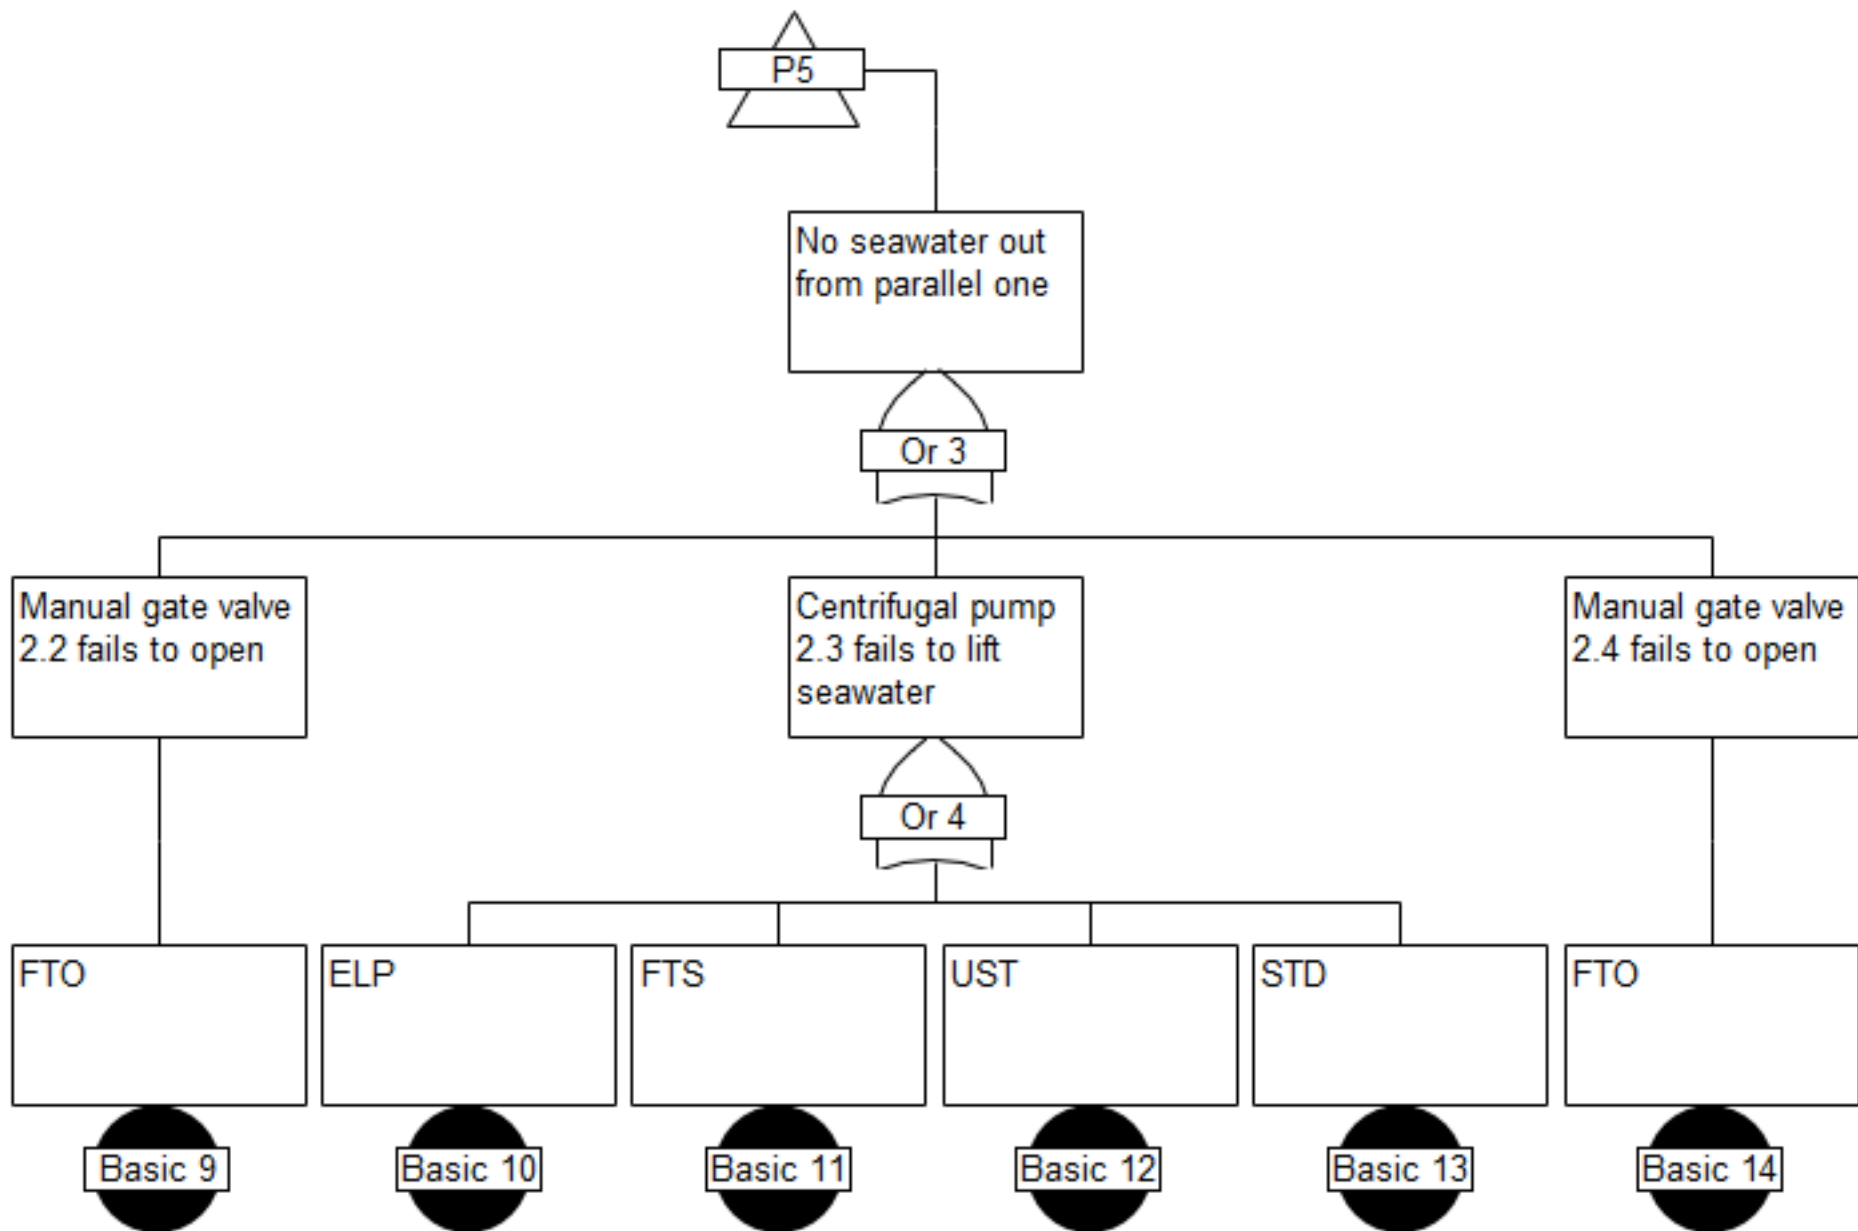 P5
No seawater out
from parallel one
Or 3
Manual gate valve
2.2 fails to open
Centrifugal pump
2.3 fails to lift
seawater
Manual gate valve
2.4 fails to open
Or 4
FTO
ELP
FTS
UST
STD
FTO
Basic 9
Basic 10
Basic 11
Basic 12
Basic 13
Basic 14